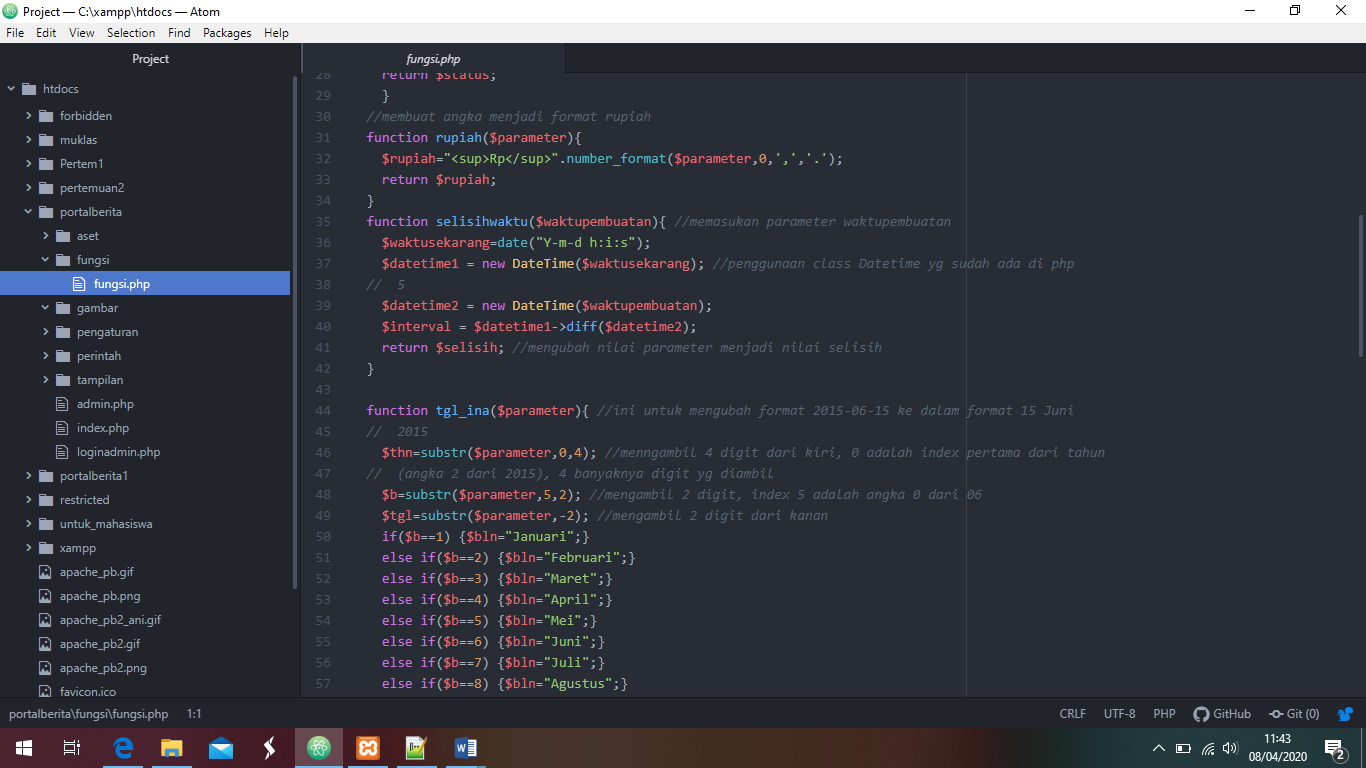 Project — C:\xampp\htdocs — Atom
File Edit View Selection Find Packages Help
Project
fungsi.php
htdocs
forbidden
muklas
Pertem1
pertemuan2
portalberita
aset
fungsi
fungsi.php
gambar
pengaturan
perintah
tampilan
admin.php
index.php
loginadmin.php
portalberita1
restricted
untuk_mahasiswa
xampp
apache_pb.gif
apache_pb.png
apache_pb2_ani.gif
apache_pb2.gif
apache_pb2.png
favicon.ico
28 return $status;
29 }
30 //membuat angka menjadi format rupiah
31 function rupiah($parameter){
32 $rupiah="<sup>Rp</sup>".number_format($parameter,0,',','.');
33 return $rupiah;
34 }
35 function selisihwaktu($waktupembuatan){ //memasukan parameter waktupembuatan
36 $waktusekarang=date("Y-m-d h:i:s");
37 $datetime1 = new DateTime($waktusekarang); //penggunaan class Datetime yg sudah ada di php
38 // 5
39 $datetime2 = new DateTime($waktupembuatan);
40 $interval = $datetime1->diff($datetime2);
41 return $selisih; //mengubah nilai parameter menjadi nilai selisih
42 }
43
44 function tgl_ina($parameter){ //ini untuk mengubah format 2015-06-15 ke dalam format 15 Juni
45 // 2015
46 $thn=substr($parameter,0,4); //menngambil 4 digit dari kiri, 0 adalah index pertama dari tahun
47 // (angka 2 dari 2015), 4 banyaknya digit yg diambil
48 $b=substr($parameter,5,2); //mengambil 2 digit, index 5 adalah angka 0 dari 06
49 $tgl=substr($parameter,-2); //mengambil 2 digit dari kanan
50 if($b==1) {$bln="Januari";}
51 else if($b==2) {$bln="Februari";}
52 else if($b==3) {$bln="Maret";}
53 else if($b==4) {$bln="April";}
54 else if($b==5) {$bln="Mei";}
55 else if($b==6) {$bln="Juni";}
56 else if($b==7) {$bln="Juli";}
57 else if($b==8) {$bln="Agustus";}
portalberita\fungsi\fungsi.php 1:1 CRLF UTF-8 PHP GitHub Git (0)
11:43
08/04/2020
2